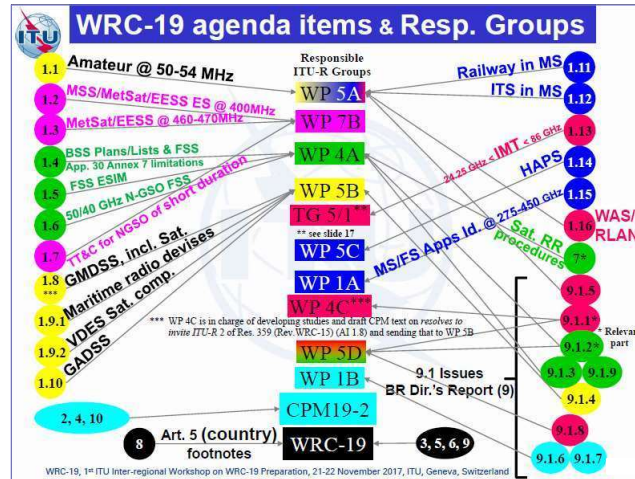 ITU
WRC-19 agenda items & Resp. Groups
Responsible
ITU-R Groups
1.1
Amateur @ 50-54 MHz
1.2
MSS/MetSat/EESS ES @ 400MHz
1.3
MetSat/EESS @ 460-470MHz
1.4
BSS Plans/Lists & FSS
App. 30 Annex 7 limitations
1.5
FSS ESIM
1.6
50/40 GHz N-GSO FSS
1.7
TT&C for NGSO of short duration
1.8
***
GMDSS, incl. Sat.
1.9.1
Maritime radio devises
1.9.2
VDES Sat. comp.
1.10
GADSS
2, 4, 10
8
Art. 5 (country)
footnotes
WP 5A
WP 7B
WP 4A
WP 5B
TG 5/1**
** see slide 17
WP 5C
WP 1A
WP 4C***
*** WP 4C is in charge of developing studies and draft CPM text on resolves to
invite ITU-R 2 of Res. 359 (Rev.WRC-15) (AI 1.8) and sending that to WP 5B
WP 5D
WP 1B
CPM19-2
WRC-19
Railway in MS
1.11
ITS in MS
1.12
1.13
24.25 GHz < IMT < 86 GHz
1.14
HAPS
1.15
MS/FS Apps Id. @ 275-450 GHz
1.16
WAS/
RLAN
7*
Sat. RR
procedures
9.1.5
9.1.1*
9.1.2*
* Relevant
part
9.1.3
9.1.9
9.1.4
9.1 Issues
BR Dir.'s Report (9)
9.1.8
9.1.6
9.1.7
3, 5, 6, 9
WRC-19, 1st ITU Inter-regional Workshop on WRC-19 Preparation, 21-22 November 2017, ITU, Geneva, Switzerland